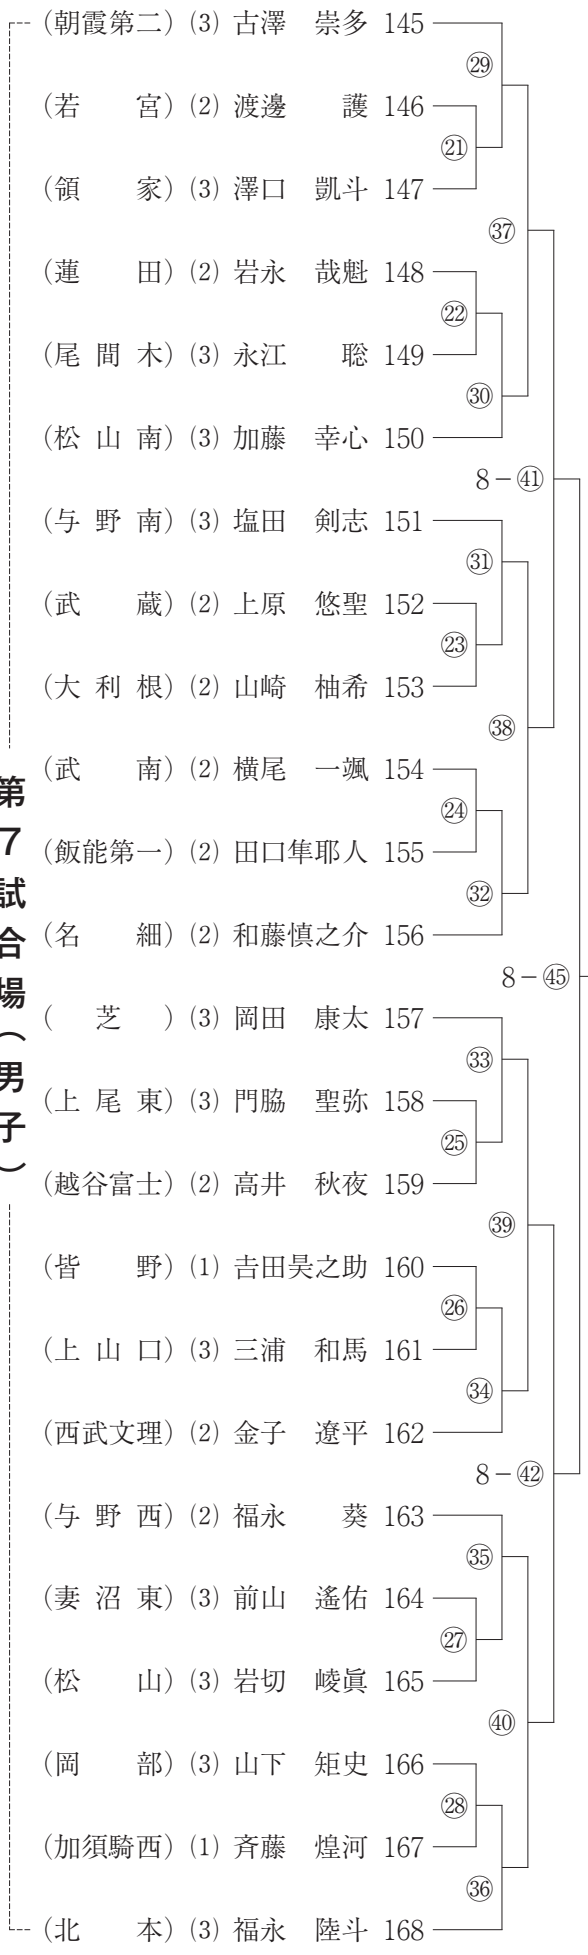 第7試合場（男子）
（朝霞第二）(3) 古澤　崇多 145
㉙
（若　　宮）(2) 渡邊　　護 146
㉑
（領　　家）(3) 澤口　凱斗 147
㊲
（蓮　　田）(2) 岩永　哉魁 148
㉒
（尾 間 木）(3) 永江　　聡 149
㉚
（松 山 南）(3) 加藤　幸心 150
8－㊶
（与 野 南）(3) 塩田　剣志 151
㉛
（武　　蔵）(2) 上原　悠聖 152
㉓
（大 利 根）(2) 山崎　柚希 153
㊳
（武　　南）(2) 横尾　一颯 154
㉔
（飯能第一）(2) 田口隼耶人 155
㉜
（名　　細）(2) 和藤慎之介 156
8－㊺
（　芝　）(3) 岡田　康太 157
㉝
（上 尾 東）(3) 門脇　聖弥 158
㉕
（越谷富士）(2) 高井　秋夜 159
㊴
（皆　　野）(1) 𠮷田昊之助 160
㉖
（上 山 口）(3) 三浦　和馬 161
㉞
（西武文理）(2) 金子　遼平 162
8－㊷
（与 野 西）(2) 福永　　葵 163
㉟
（妻 沼 東）(3) 前山　遙佑 164
㉗
（松　　山）(3) 岩切　崚眞 165
㊵
（岡　　部）(3) 山下　矩史 166
㉘
（加須騎西）(1) 斉藤　煌河 167
㊱
（北　　本）(3) 福永　陸斗 168